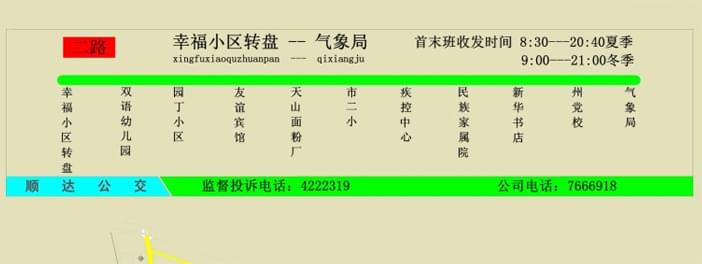 二路
幸福小区转盘 -- 气象局
xingfuxiaoquzhuanpan --- qixiangju
首末班收发时间 8:30---20:40夏季
9:00---21:00冬季
幸福小区转盘
双语幼儿园
园丁小区
友谊宾馆
天山面粉厂
市二小
疾控中心
民族家属院
新华书店
州党校
气象局
顺达公交
监督投诉电话：4222319
公司电话：7666918